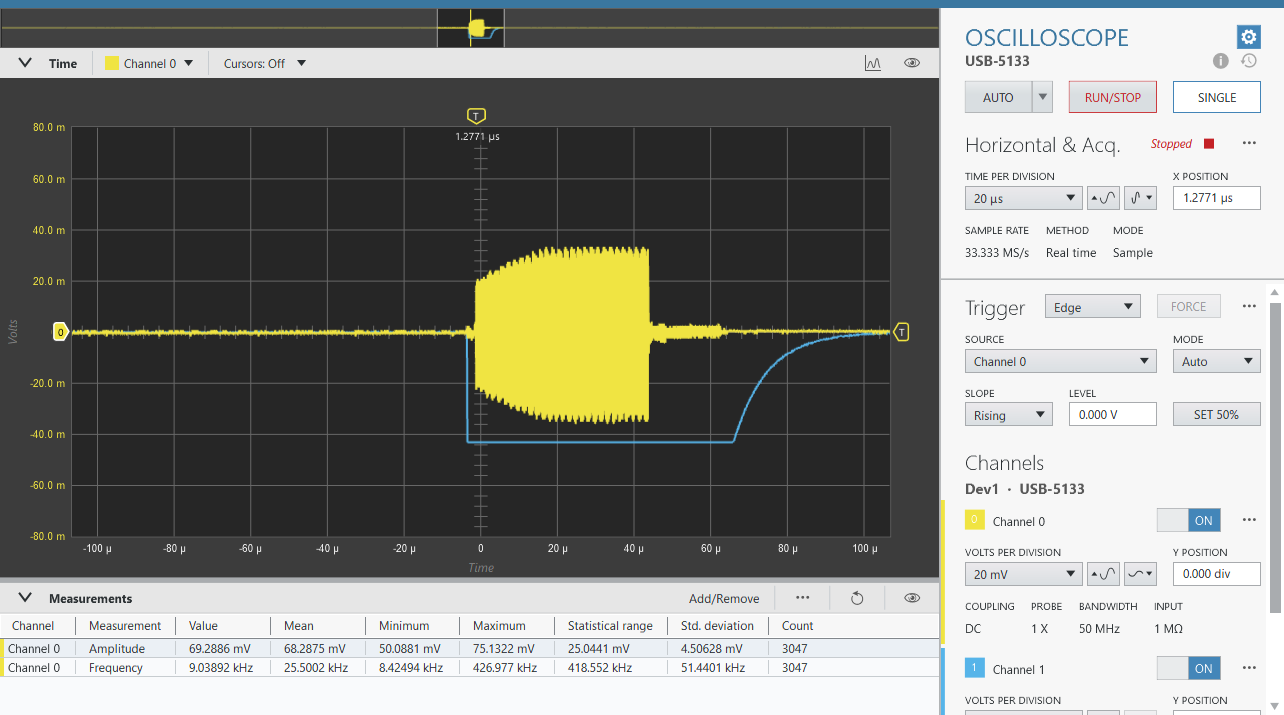 Time
Channel 0
Cursors: Off
T
1.2771 µs
80.0 m
60.0 m
40.0 m
20.0 m
0
T
-20.0 m
-40.0 m
-60.0 m
-80.0 m
Volts
-100 µ
-80 µ
-60 µ
-40 µ
-20 µ
0
20 µ
40 µ
60 µ
80 µ
100 µ
Time
Measurements
Add/Remove
Channel Measurement Value Mean Minimum Maximum Statistical range Std. deviation Count
Channel 0 Amplitude 69.2886 mV 68.2875 mV 50.0881 mV 75.1322 mV 25.0441 mV 4.50628 mV 3047
Channel 0 Frequency 9.03892 kHz 25.5002 kHz 8.42494 kHz 426.977 kHz 418.552 kHz 51.4401 kHz 3047
OSCILLOSCOPE
USB-5133
AUTO
RUN/STOP
SINGLE
Horizontal & Acq.
Stopped
TIME PER DIVISION
X POSITION
20 µs
1.2771 µs
SAMPLE RATE METHOD MODE
33.333 MS/s Real time Sample
Trigger
Edge
FORCE
SOURCE
MODE
Channel 0
Auto
SLOPE
LEVEL
Rising
0.000 V
SET 50%
Channels
Dev1 · USB-5133
0 Channel 0
ON
VOLTS PER DIVISION
Y POSITION
20 mV
0.000 div
COUPLING PROBE BANDWIDTH INPUT
DC 1 X 50 MHz 1 MΩ
1 Channel 1
ON
VOLTS PER DIVISION
Y POSITION